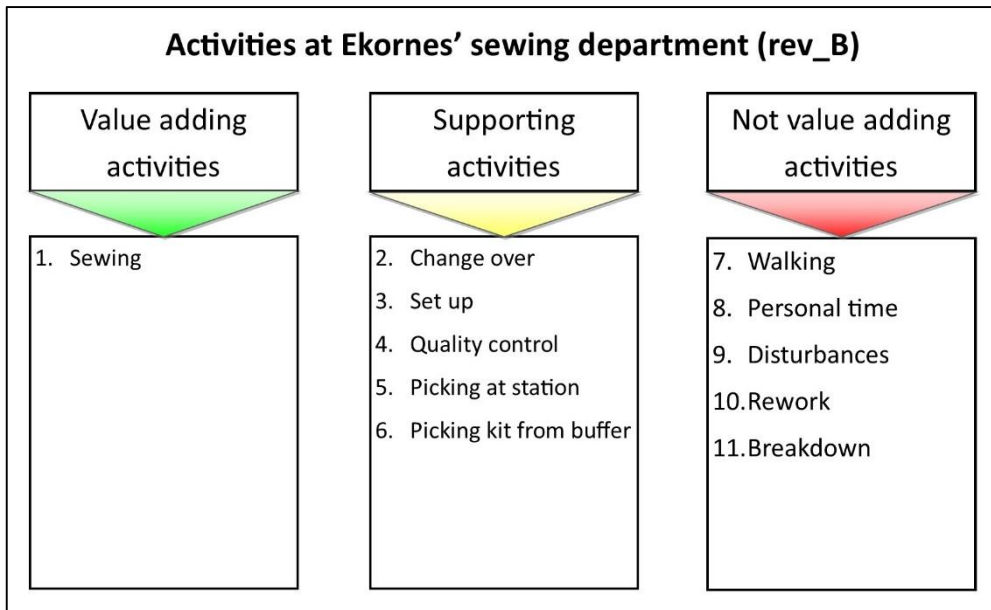 Activities at Ekornes' sewing department (rev_B)
Value adding
activities
1. Sewing
Supporting
activities
2. Change over
3. Set up
4. Quality control
5. Picking at station
6. Picking kit from buffer
Not value adding
activities
7. Walking
8. Personal time
9. Disturbances
10.Rework
11.Breakdown